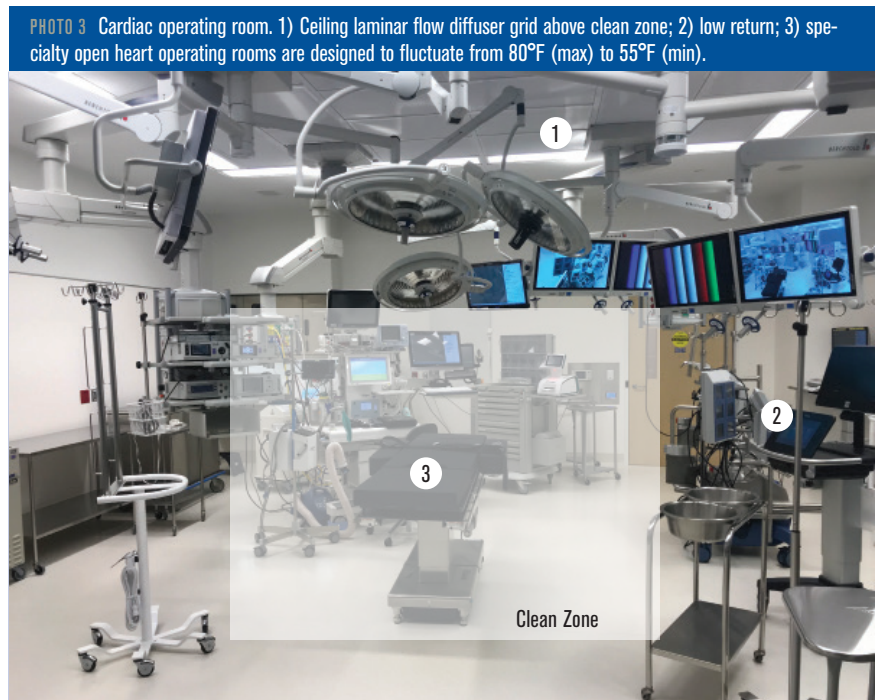 PHOTO 3 Cardiac operating room. 1) Ceiling laminar flow diffuser grid above clean zone; 2) low return; 3) spe-
cialty open heart operating rooms are designed to fluctuate from 80°F (max) to 55°F (min).
1
2
3
Clean Zone